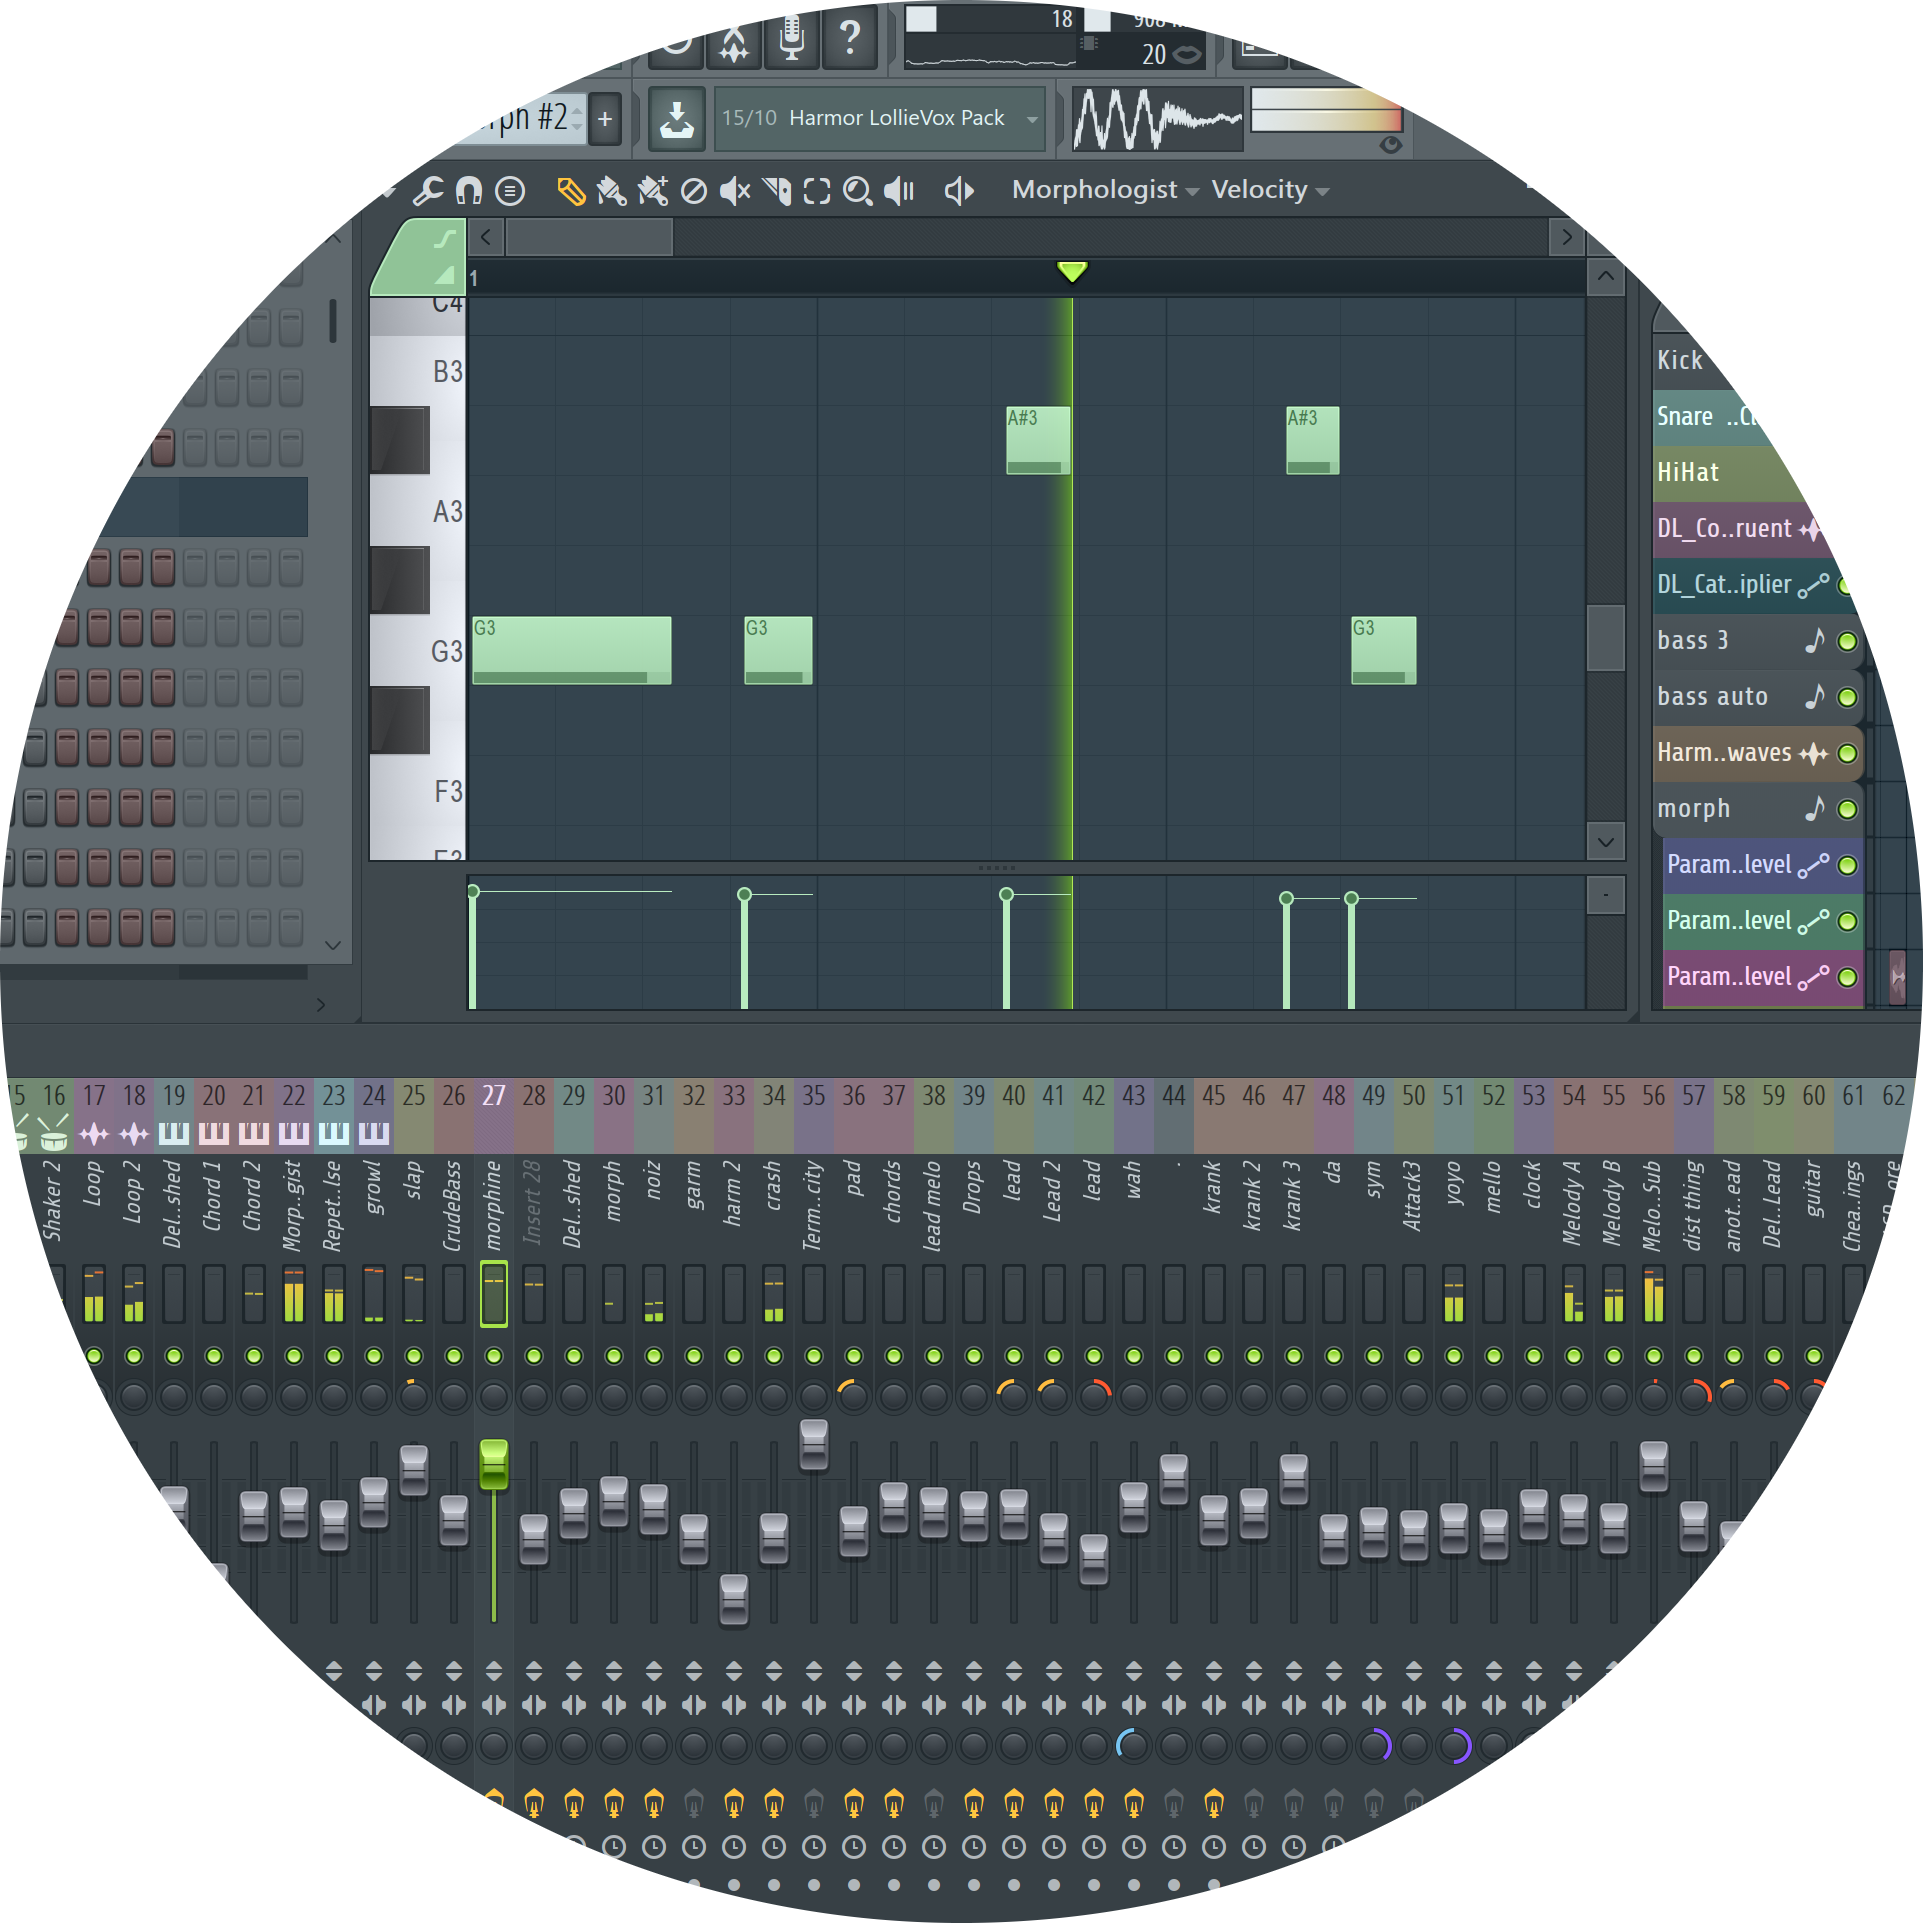 ?
18
20
#2
+
15/10 Harmor LollieVox Pack
Morphologist Velocity
1
C4
B3
A3
G3
F3
A#3
A#3
G3
G3
G3
Kick
Snare
HiHat
DL_Co..ruent
DL_Cat..iplier
bass 3
bass auto
Harm..waves
morph
Param..level
Param..level
Param..level
16 17 18 19 20 21 22 23 24 25 26 27 28 29 30 31 32 33 34 35 36 37 38 39 40 41 42 43 44 45 46 47 48 49 50 51 52 53 54 55 56 57 58 59 60 61 62
Shaker 2
Loop
Loop 2
Del..shed
Chord 1
Chord 2
Morp..gist
Repet..lse
growl
slap
CrudeBass
morphine
Insert 28
Del..shed
morph
noiz
garm
harm 2
crash
Term..city
pad
chords
lead melo
Drops
lead
Lead 2
lead
wah
.
krank
krank 2
krank 3
da
sym
Attack3
yoyo
mello
clock
Melody A
Melody B
Melo..Sub
dist thing
anot..ead
Del..Lead
guitar
Chea..ings